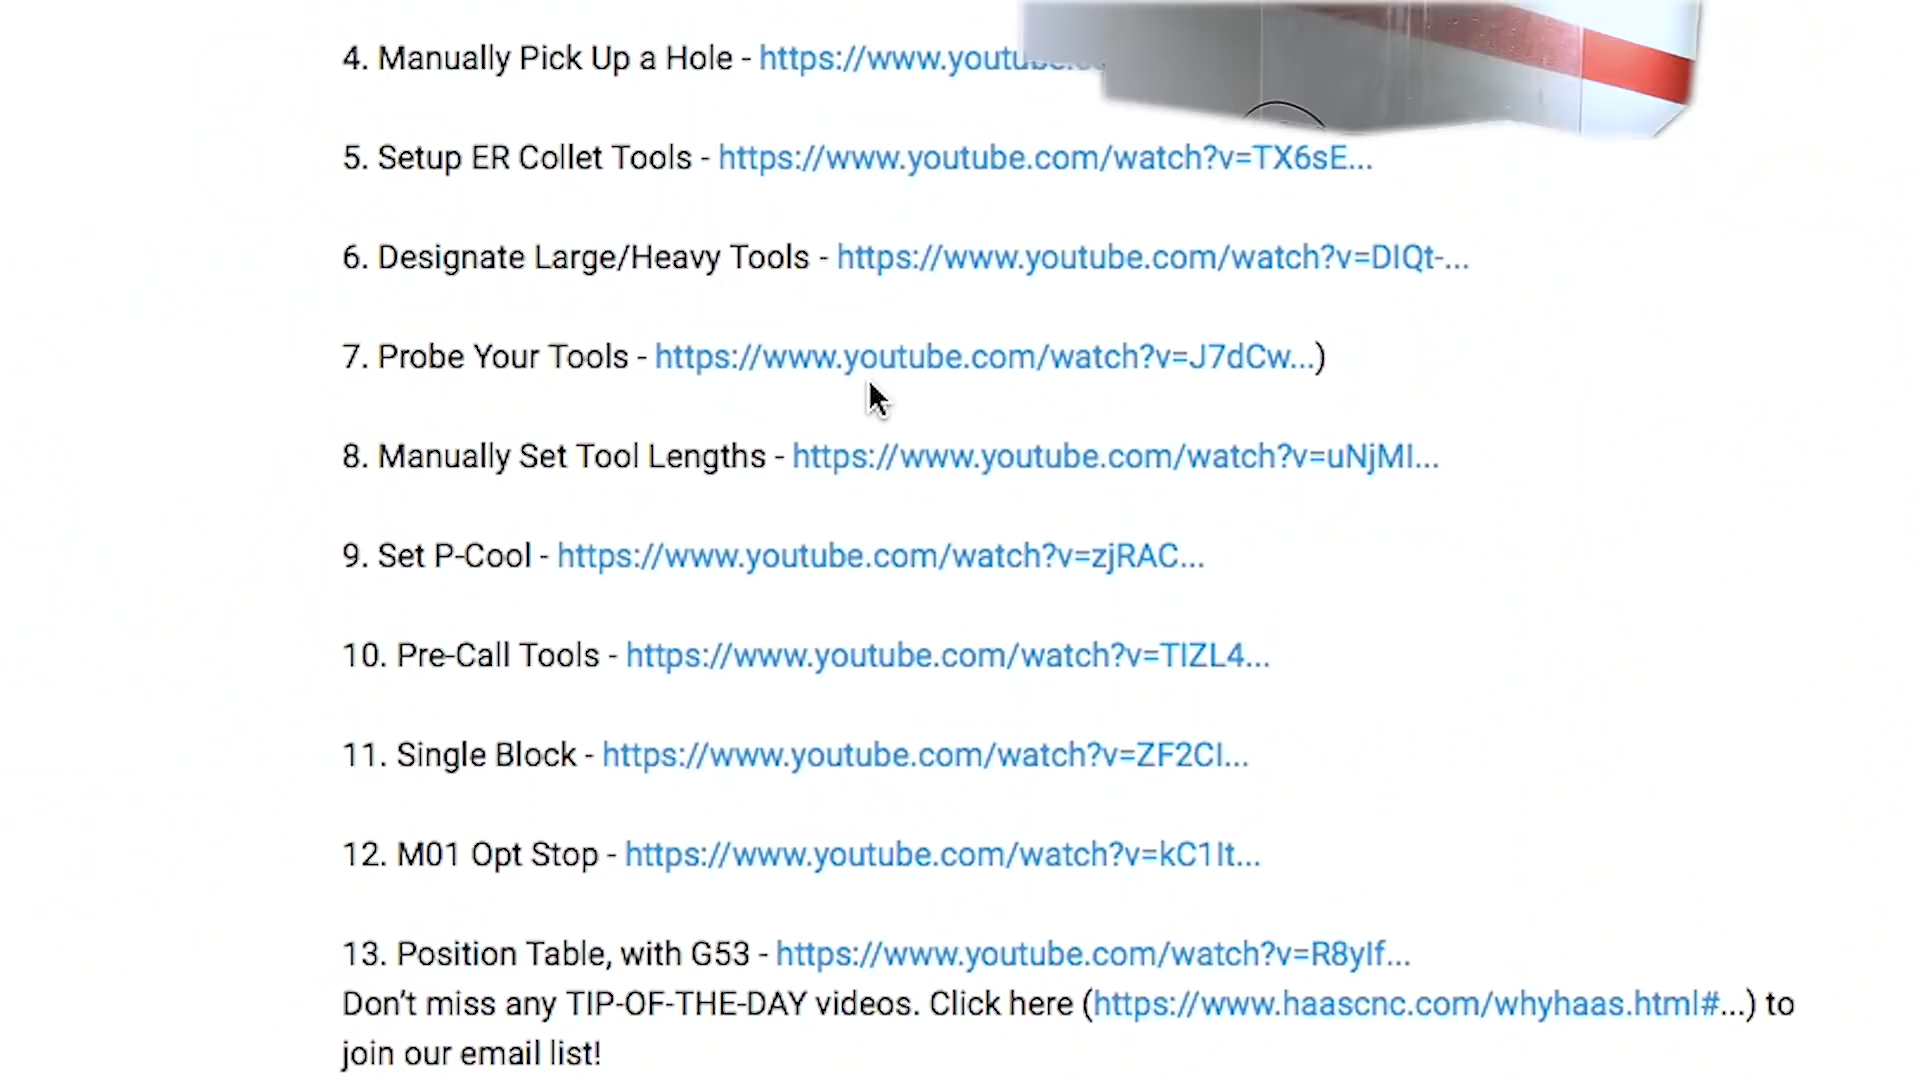 4. Manually Pick Up a Hole - https://www.youtube.c
5. Setup ER Collet Tools - https://www.youtube.com/watch?v=TX6sE...
6. Designate Large/Heavy Tools - https://www.youtube.com/watch?v=DIQt-...
7. Probe Your Tools - https://www.youtube.com/watch?v=J7dCw...)
8. Manually Set Tool Lengths - https://www.youtube.com/watch?v=uNjMI...
9. Set P-Cool - https://www.youtube.com/watch?v=zjRAC...
10. Pre-Call Tools - https://www.youtube.com/watch?v=TIZL4...
11. Single Block - https://www.youtube.com/watch?v=ZF2CI...
12. M01 Opt Stop - https://www.youtube.com/watch?v=kC1It...
13. Position Table, with G53 - https://www.youtube.com/watch?v=R8yIf...
Don't miss any TIP-OF-THE-DAY videos. Click here (https://www.haascnc.com/whyhaas.html#...) to
join our email list!